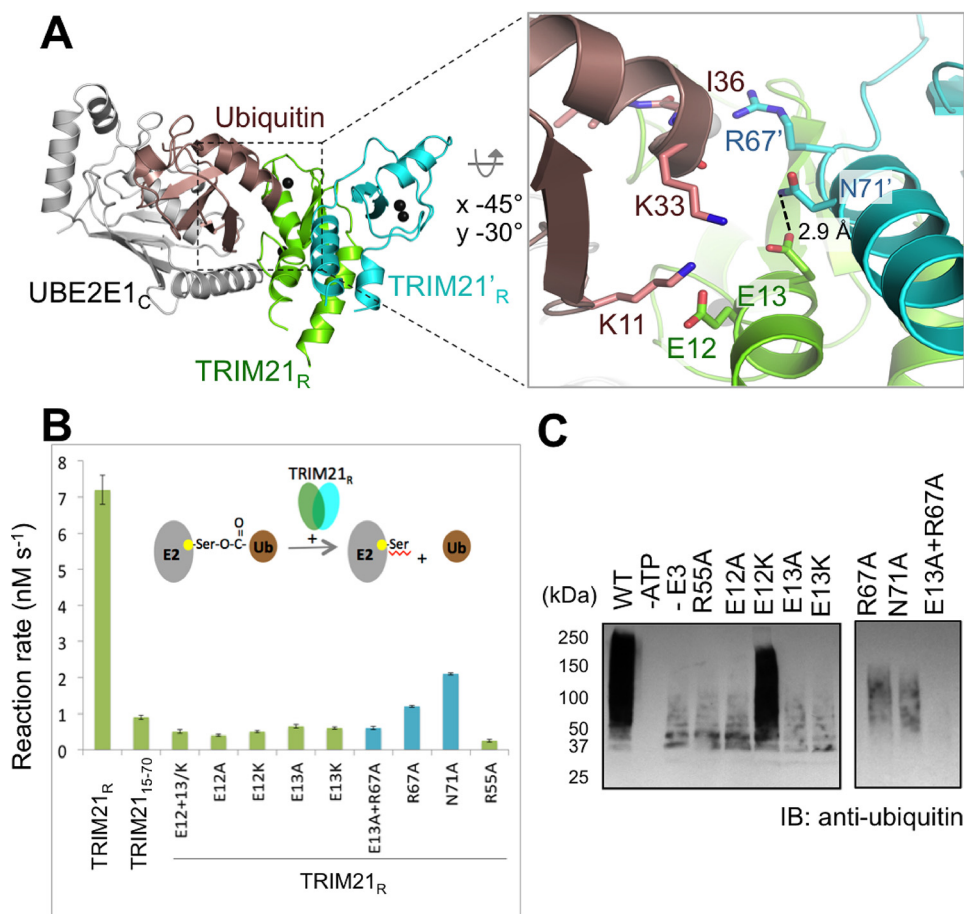 A
Ubiquitin
UBE2E1C
TRIM21R
TRIM21'R
x -45°
y -30°
I36
R67'
K33
N71'
2.9 Å
K11
E13
E12
B
Reaction rate (nM s-1)
8
7
6
5
4
3
2
1
0
TRIM21R
E2 -Ser-O-C- Ub
O
+
E2 -Ser + Ub
TRIM21R
TRIM2115-70
E12+13/K
E12A
E12K
E13A
E13K
E13A+R67A
R67A
N71A
R55A
TRIM21R
C
(kDa)
WT
-ATP
- E3
R55A
E12A
E12K
E13A
E13K
R67A
N71A
E13A+R67A
250
150
100
50
37
25
IB: anti-ubiquitin